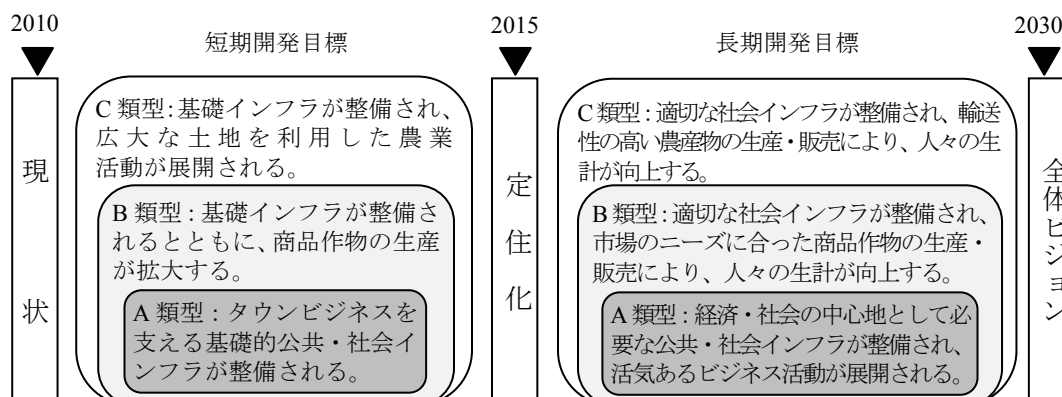 2010
2015
2030
短期開発目標
長期開発目標
現状
C 類型：基礎インフラが整備され、
広大な土地を利用した農業
活動が展開される。
B 類型：基礎インフラが整備さ
れるとともに、商品作物の生産
が拡大する。
A 類型：タウンビジネスを
支える基礎的公共・社会イ
ンフラが整備される。
定住化
C 類型：適切な社会インフラが整備され、輸送
性の高い農産物の生産・販売により、人々の生
計が向上する。
B 類型：適切な社会インフラが整備され、
市場のニーズに合った商品作物の生産・
販売により、人々の生計が向上する。
A 類型：経済・社会の中心地として必
要な公共・社会インフラが整備され、
活気あるビジネス活動が展開される。
全体ビジョン